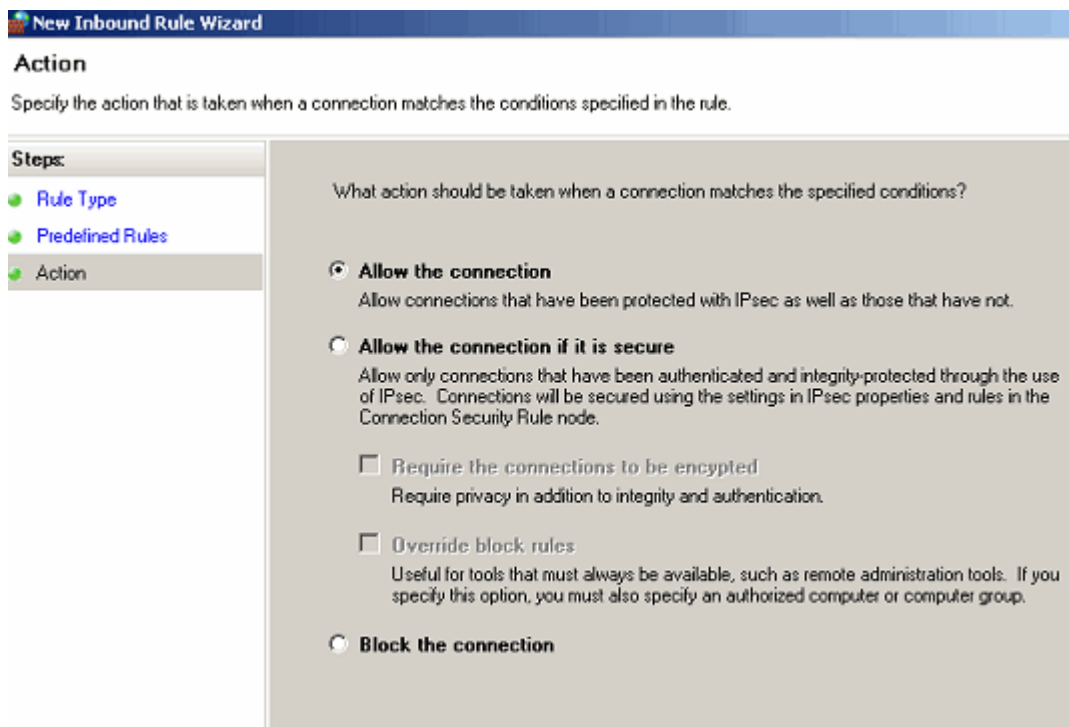 New Inbound Rule Wizard
Action
Specify the action that is taken when a connection matches the conditions specified in the rule.
Steps:
Rule Type
Predefined Rules
Action
What action should be taken when a connection matches the specified conditions?
Allow the connection
Allow connections that have been protected with IPsec as well as those that have not.
Allow the connection if it is secure
Allow only connections that have been authenticated and integrity-protected through the use
of IPsec. Connections will be secured using the settings in IPsec properties and rules in the
Connection Security Rule node.
Require the connections to be encypted
Require privacy in addition to integrity and authentication.
Override block rules
Useful for tools that must always be available, such as remote administration tools. If you
specify this option, you must also specify an authorized computer or computer group.
Block the connection